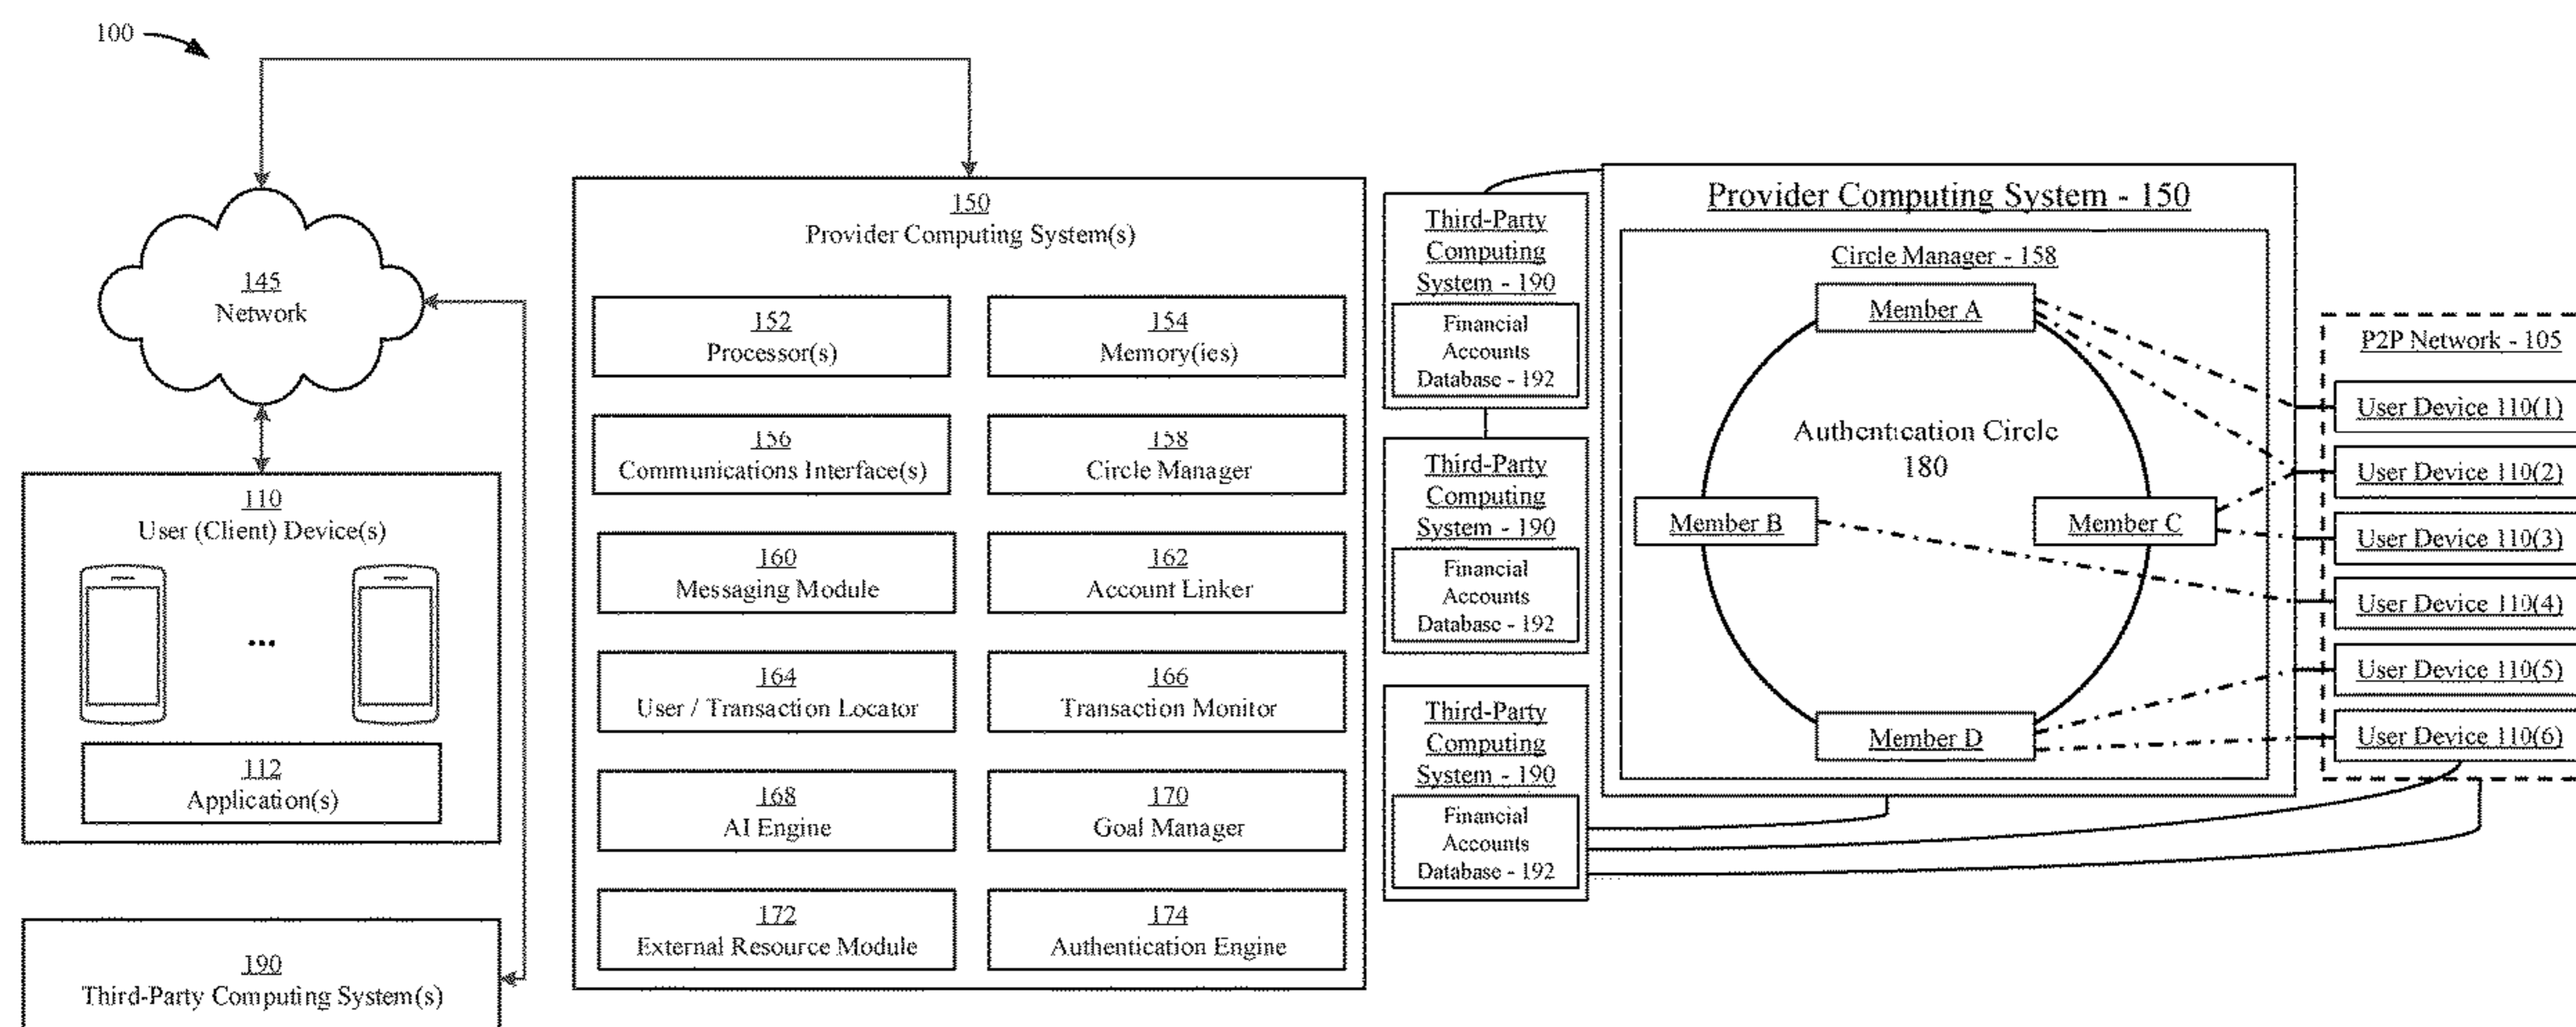 100
145
Network
110
User (Client) Device(s)
...
112
Application(s)
190
Third-Party Computing System(s)
150
Provider Computing System(s)
152
Processor(s)
154
Memory(ies)
156
Communications Interface(s)
158
Circle Manager
160
Messaging Module
162
Account Linker
164
User / Transaction Locator
166
Transaction Monitor
168
AI Engine
170
Goal Manager
172
External Resource Module
174
Authentication Engine
Third-Party
Computing
System - 190
Financial
Accounts
Database - 192
Third-Party
Computing
System - 190
Financial
Accounts
Database - 192
Third-Party
Computing
System - 190
Financial
Accounts
Database - 192
Provider Computing System - 150
Circle Manager - 158
Member A
Authentication Circle
180
Member B
Member C
Member D
P2P Network - 105
User Device 110(1)
User Device 110(2)
User Device 110(3)
User Device 110(4)
User Device 110(5)
User Device 110(6)